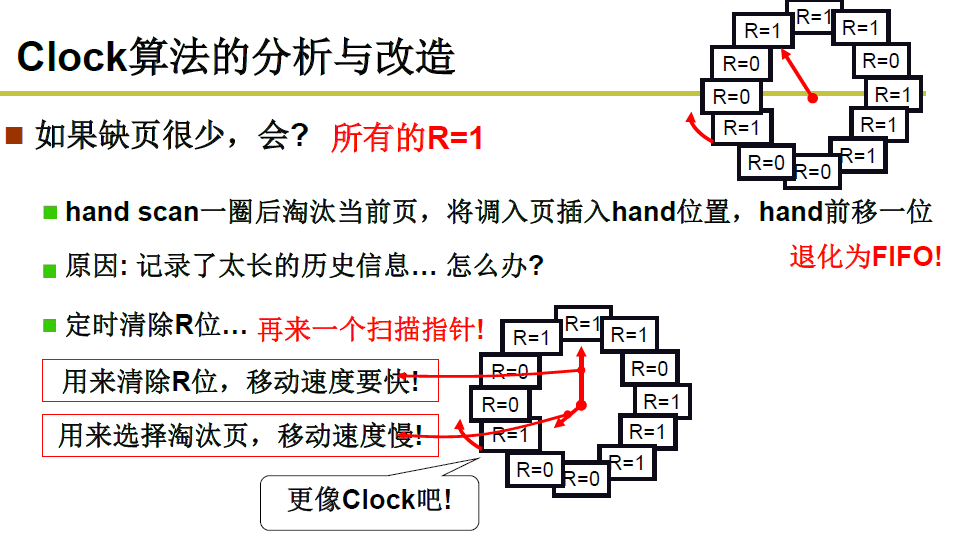 Clock算法的分析与改造
如果缺页很少，会? 所有的R=1
hand scan一圈后淘汰当前页，将调入页插入hand位置，hand前移一位
退化为FIFO!
原因: 记录了太长的历史信息… 怎么办?
定时清除R位… 再来一个扫描指针!
用来清除R位，移动速度要快!
用来选择淘汰页，移动速度慢!
更像Clock吧!
R=1
R=1
R=0
R=1
R=1
R=1
R=0
R=0
R=1
R=0
R=0
R=1
R=1
R=1
R=0
R=1
R=1
R=1
R=0
R=0
R=1
R=0
R=0
R=1